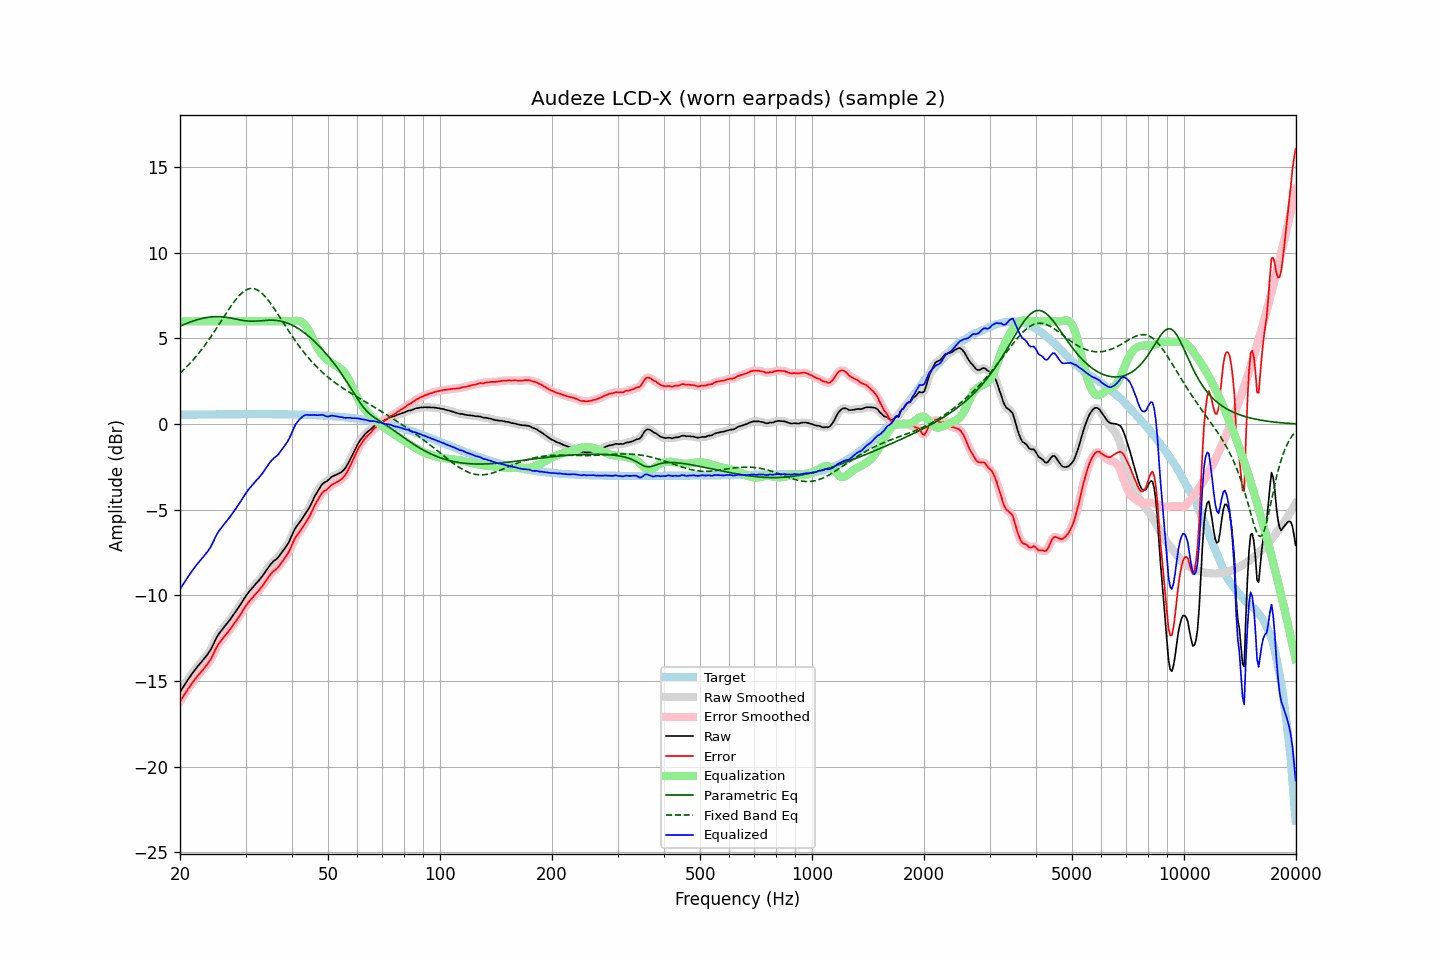 Audeze LCD-X (worn earpads) (sample 2)
Amplitude (dBr)
15
10
5
0
−5
−10
−15
−20
−25
Target
Raw Smoothed
Error Smoothed
Raw
Error
Equalization
Parametric Eq
Fixed Band Eq
Equalized
20 50 100 200 500 1000 2000 5000 10000 20000
Frequency (Hz)